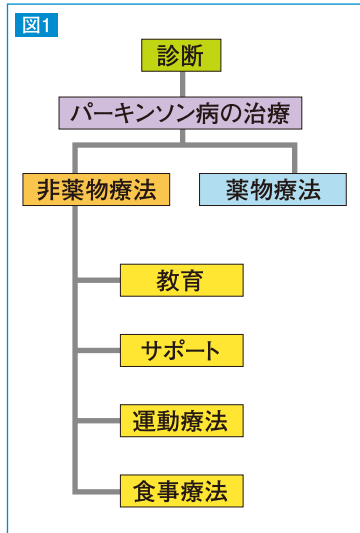 図1
診断
パーキンソン病の治療
非薬物療法
薬物療法
教育
サポート
運動療法
食事療法